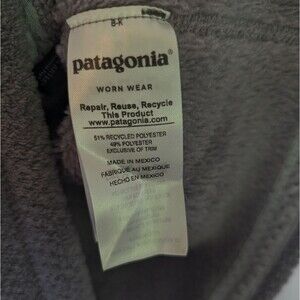 patagonia®
WORN WEAR
Repair, Reuse, Recycle
This Product
www.patagonia.com
51% RECYCLED POLYESTER
49% POLYESTER
EXCLUSIVE OF TRIM
MADE IN MEXICO
FABRIQUÉ AU MEXIQUE
HECHO EN MÉXICO